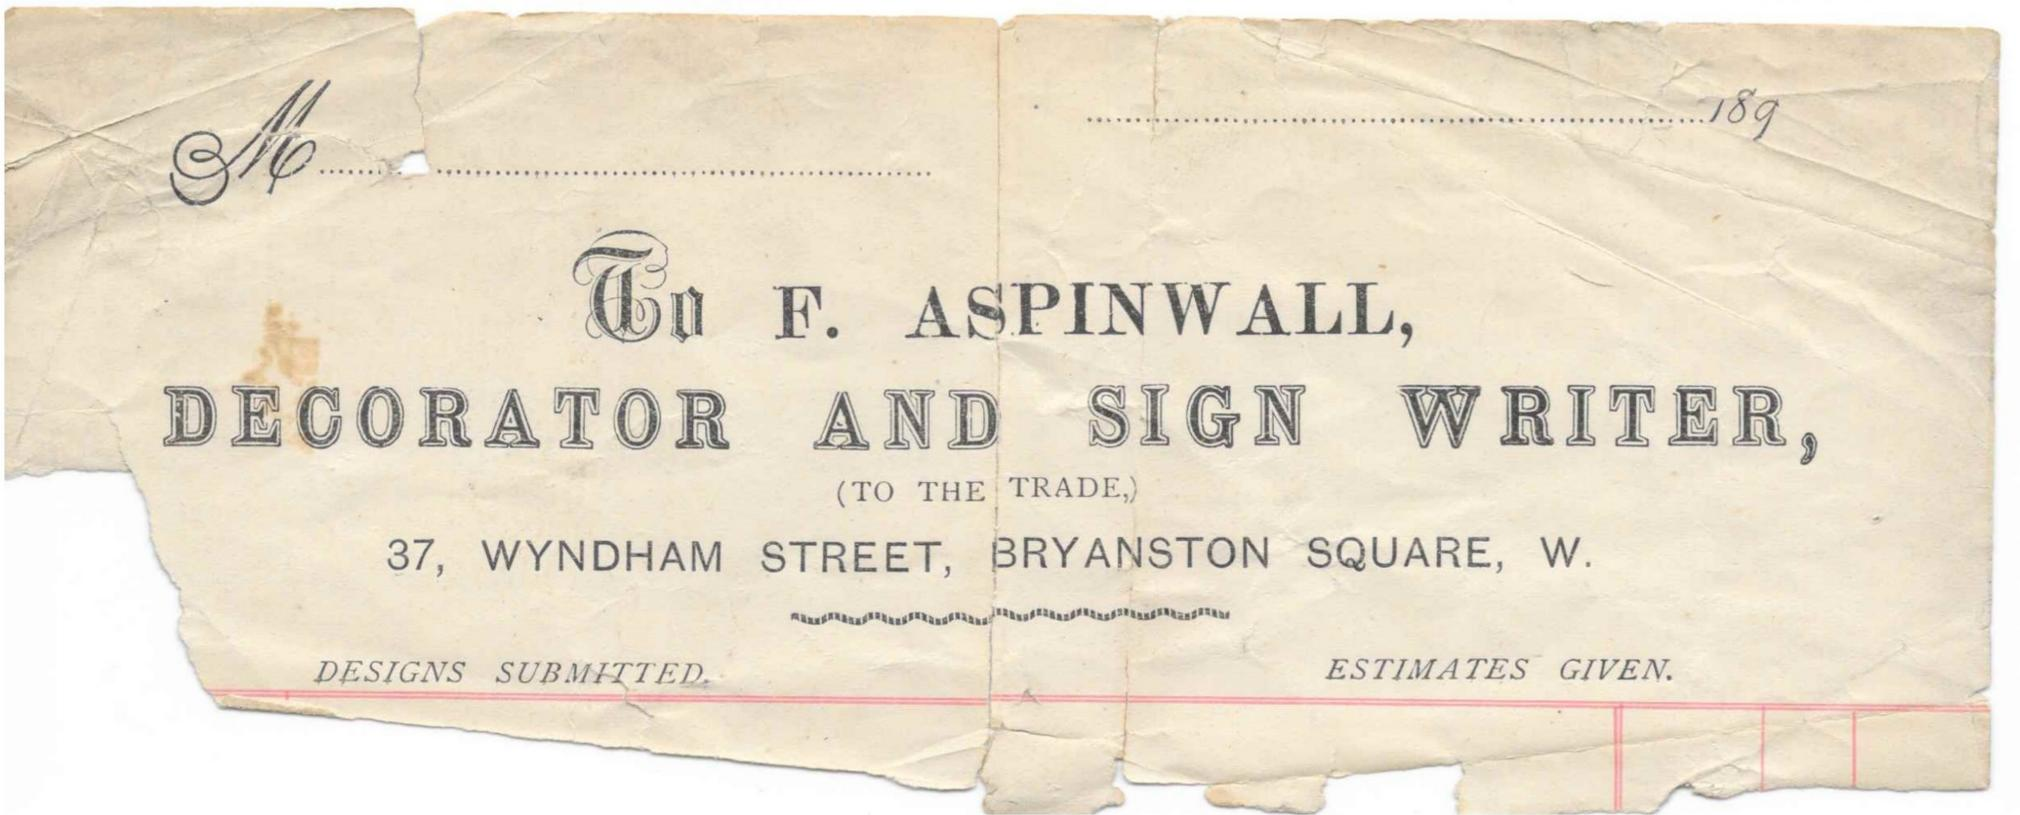 189
M
To F. ASPINWALL,
DECORATOR AND SIGN WRITER,
(TO THE TRADE,)
37, WYNDHAM STREET, BRYANSTON SQUARE, W.
DESIGNS SUBMITTED. ESTIMATES GIVEN.